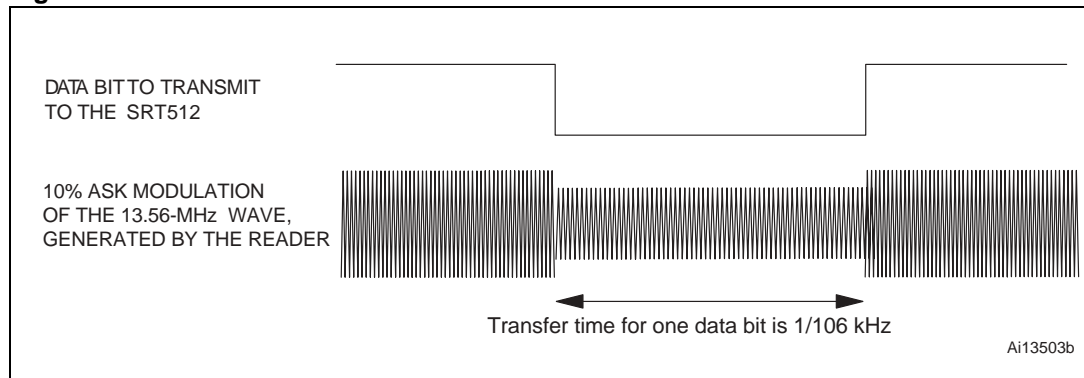 DATA BIT TO TRANSMIT
TO THE SRT512
10% ASK MODULATION
OF THE 13.56-MHz WAVE,
GENERATED BY THE READER
Transfer time for one data bit is 1/106 kHz
Ai13503b